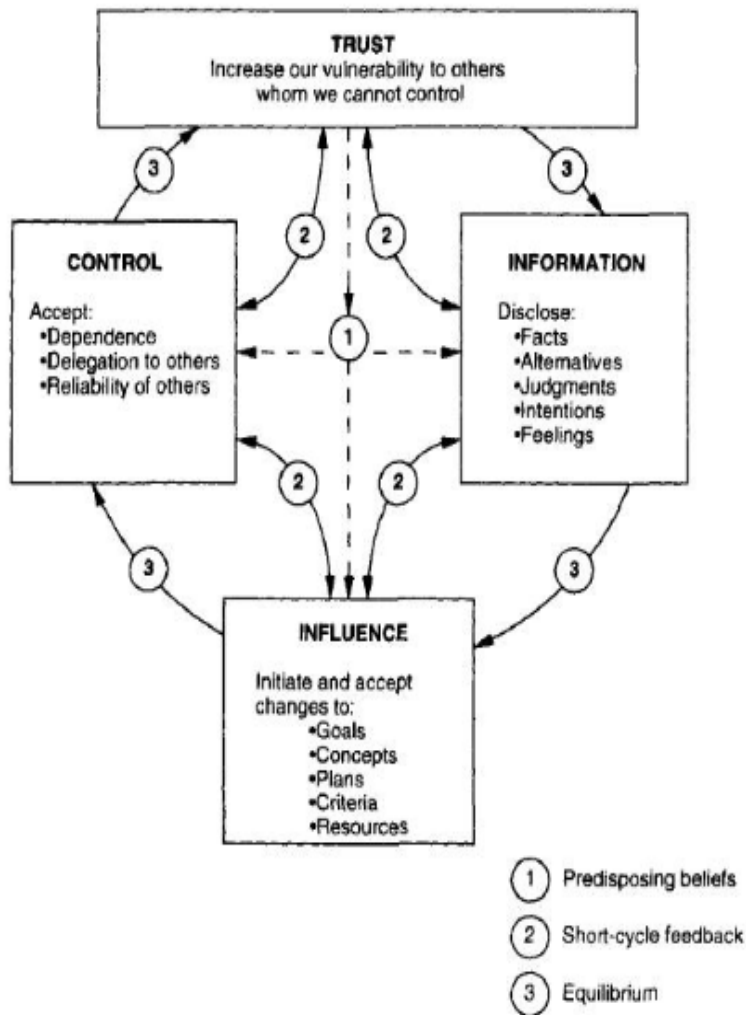 TRUST
Increase our vulnerability to others
whom we cannot control
3
3
2
2
CONTROL
Accept:
•Dependence
•Delegation to others
•Reliability of others
INFORMATION
Disclose:
•Facts
•Alternatives
•Judgments
•Intentions
•Feelings
1
2
2
3
3
INFLUENCE
Initiate and accept
changes to:
•Goals
•Concepts
•Plans
•Criteria
•Resources
1 Predisposing beliefs
2 Short-cycle feedback
3 Equilibrium